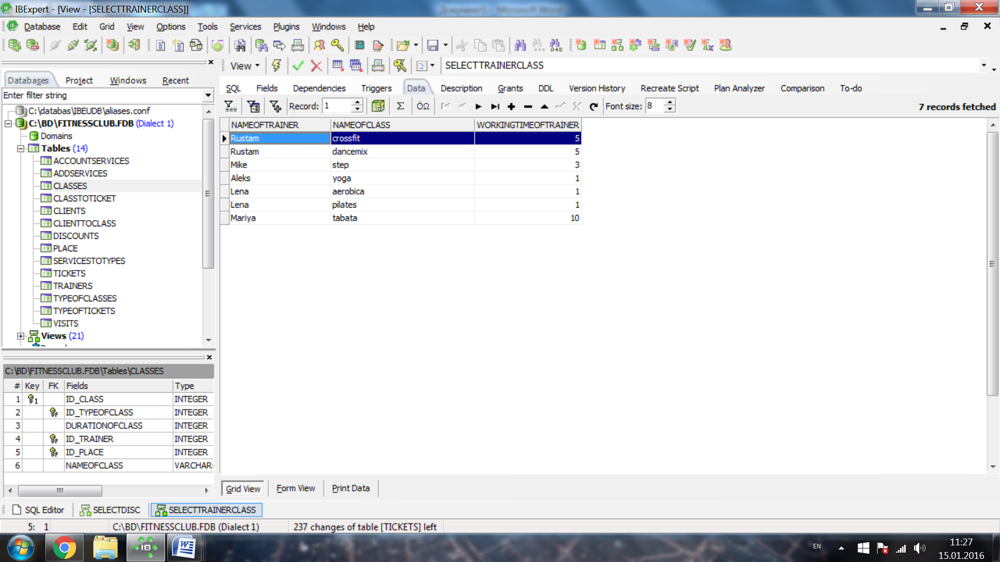 IBExpert - [View - [SELECTTRAINERCLASS]]
Database Edit Grid View Options Tools Services Plugins Windows Help
View SELECTTRAINERCLASS
Databases Project Windows Recent
SQL Fields Dependencies Triggers Data Description Grants DDL Version History Recreate Script Plan Analyzer Comparison To-do
Enter filter string
Record: 1 Σ ÖΩ Font size: 8 7 records fetched
C:\databas\IBEUDB\aliases.conf
C:\BD\FITNESSCLUB.FDB (Dialect 1)
Domains
Tables (14)
ACCOUNTSERVICES
ADDSERVICES
CLASSES
CLASSTOTICKET
CLIENTS
CLIENTTOCLASS
DISCOUNTS
PLACE
SERVICESTOTYPES
TICKETS
TRAINERS
TYPEOFCLASSES
TYPEOFTICKETS
VISITS
Views (21)
NAMEOFTRAINER NAMEOFCLASS WORKINGTIMEOFTRAINER
Rustam crossfit 5
Rustam dancemix 5
Mike step 3
Aleks yoga 1
Lena aerobica 1
Lena pilates 1
Mariya tabata 10
C:\BD\FITNESSCLUB.FDB\Tables\CLASSES
# Key FK Fields Type
1 1 ID_CLASS INTEGER
2 F ID_TYPEOFCLASS INTEGER
3 DURATIONOFCLASS INTEGER
4 F ID_TRAINER INTEGER
5 F ID_PLACE INTEGER
6 NAMEOFCLASS VARCHAR(
Grid View Form View Print Data
SQL Editor SELECTDISC SELECTTRAINERCLASS
5: 1 C:\BD\FITNESSCLUB.FDB (Dialect 1) 237 changes of table [TICKETS] left
IB EN 11:27
15.01.2016